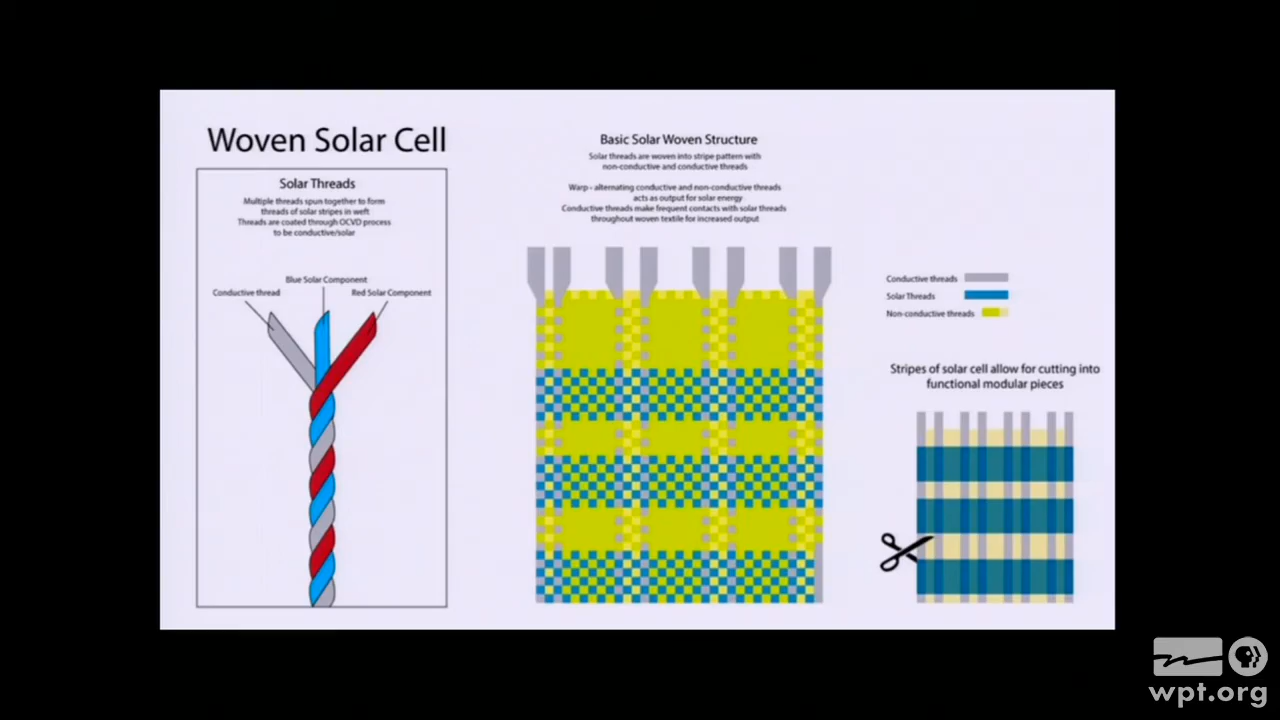 Woven Solar Cell
Solar Threads
Multiple threads spun together to form
threads of solar stripes in weft
Threads are coated through OCVD process
to be conductive/solar
Blue Solar Component
Conductive thread
Red Solar Component
Basic Solar Woven Structure
Solar threads are woven into stripe pattern with
non-conductive and conductive threads
Warp - alternating conductive and non-conductive threads
acts as output for solar energy
Conductive threads make frequent contacts with solar threads
throughout woven textile for increased output
Conductive threads
Solar Threads
Non-conductive threads
Stripes of solar cell allow for cutting into
functional modular pieces
wpt.org